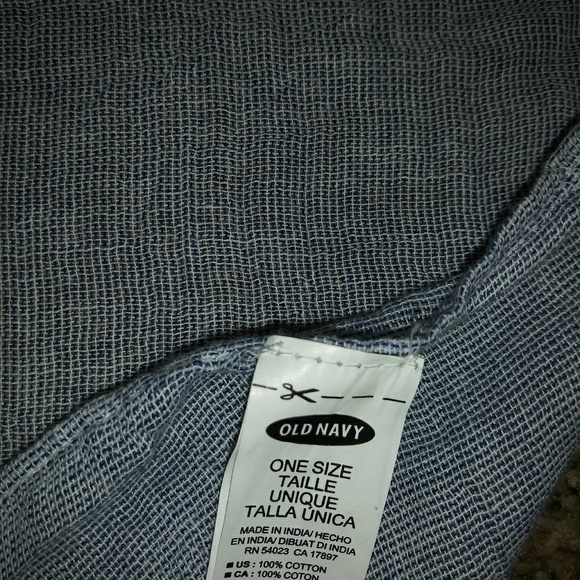 OLD NAVY
ONE SIZE
TAILLE
UNIQUE
TALLA ÚNICA
MADE IN INDIA/ HECHO
EN INDIA/ DIBUAT DI INDIA
RN 54023 CA 17897
■ US : 100% COTTON
■ CA : 100% COTON